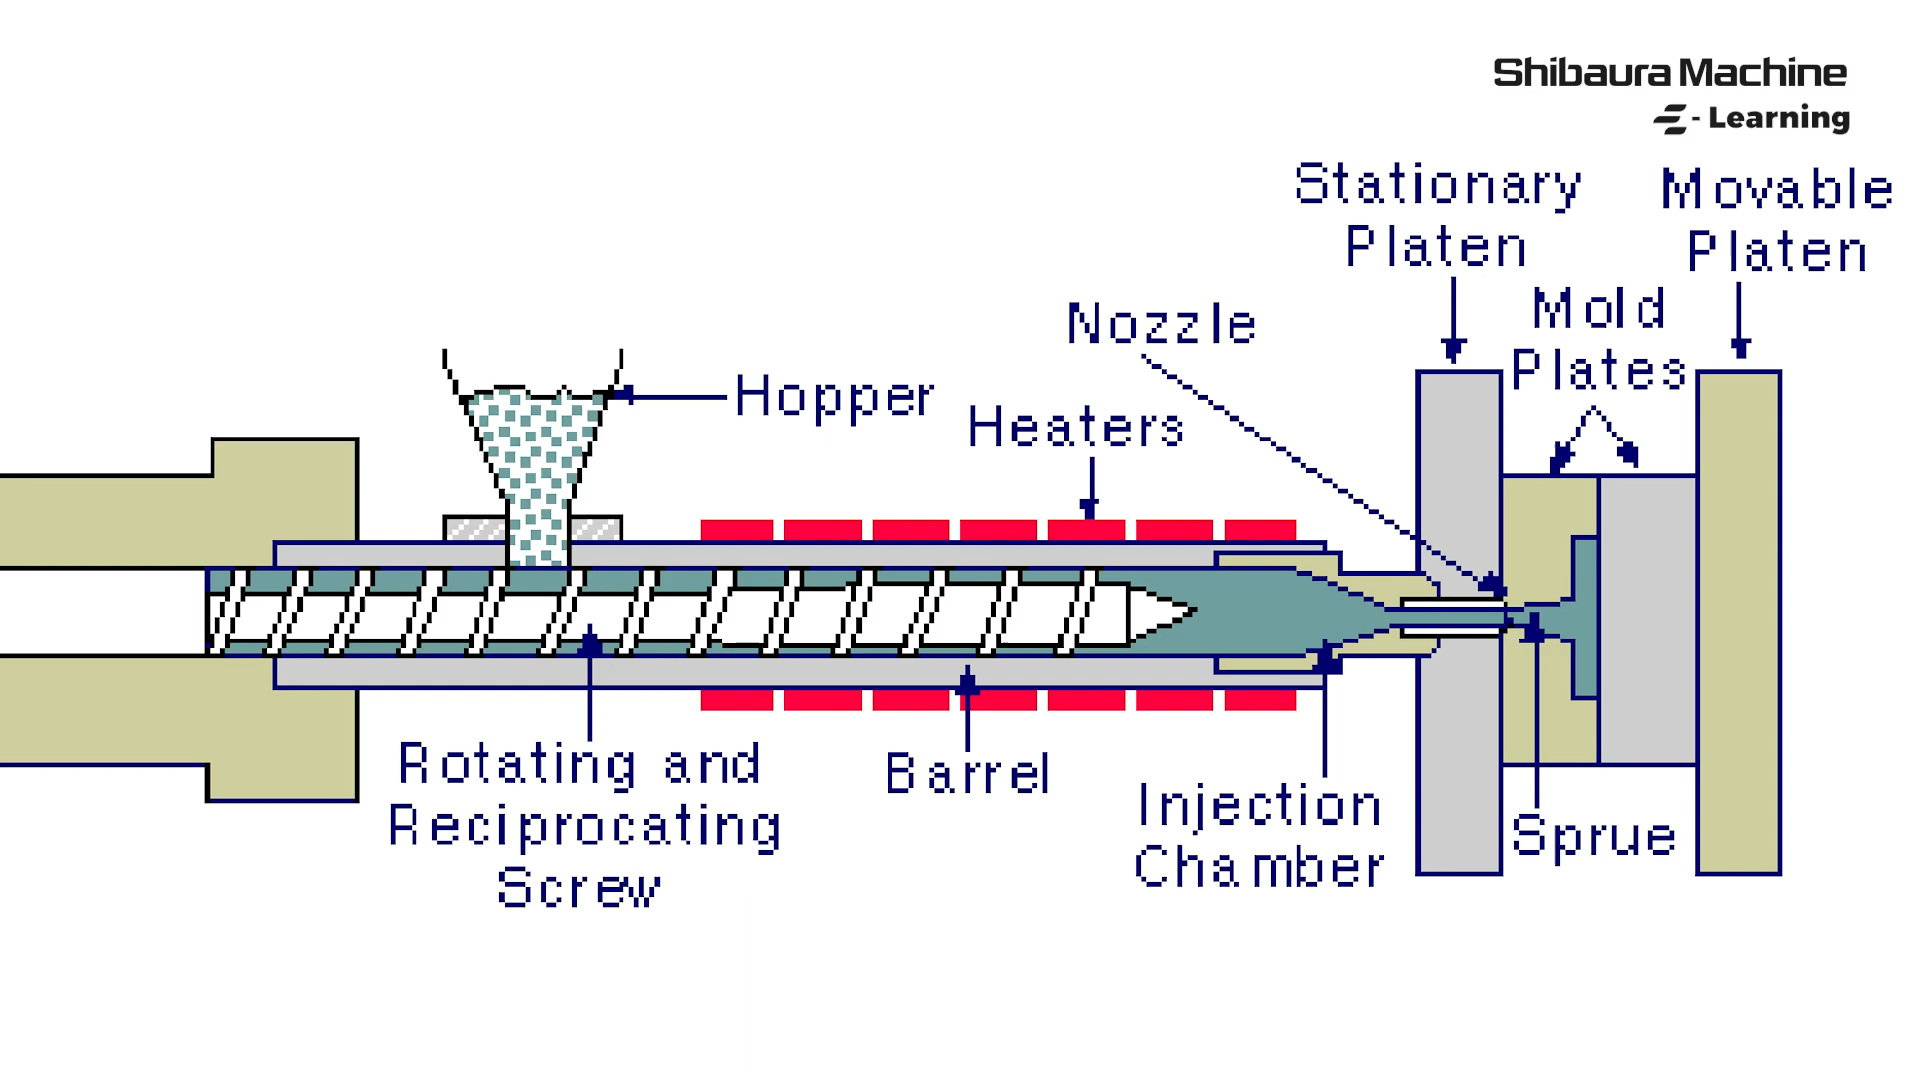 Shibaura Machine
E - Learning
Stationary
Platen
Movable
Platen
Mold
Plates
Nozzle
Hopper
Heaters
Rotating and
Reciprocating
Screw
Barrel
Injection
Chamber
Sprue